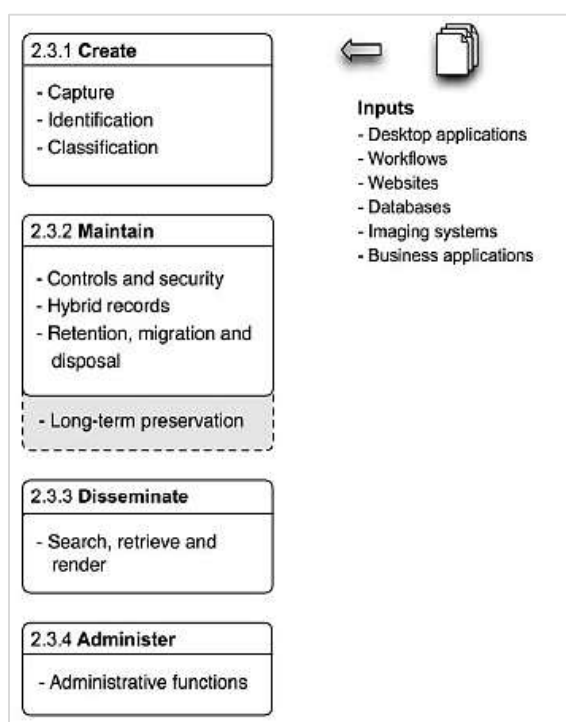 2.3.1 Create
- Capture
- Identification
- Classification
Inputs
- Desktop applications
- Workflows
- Websites
- Databases
- Imaging systems
- Business applications
2.3.2 Maintain
- Controls and security
- Hybrid records
- Retention, migration and
disposal
- Long-term preservation
2.3.3 Disseminate
- Search, retrieve and
render
2.3.4 Administer
- Administrative functions